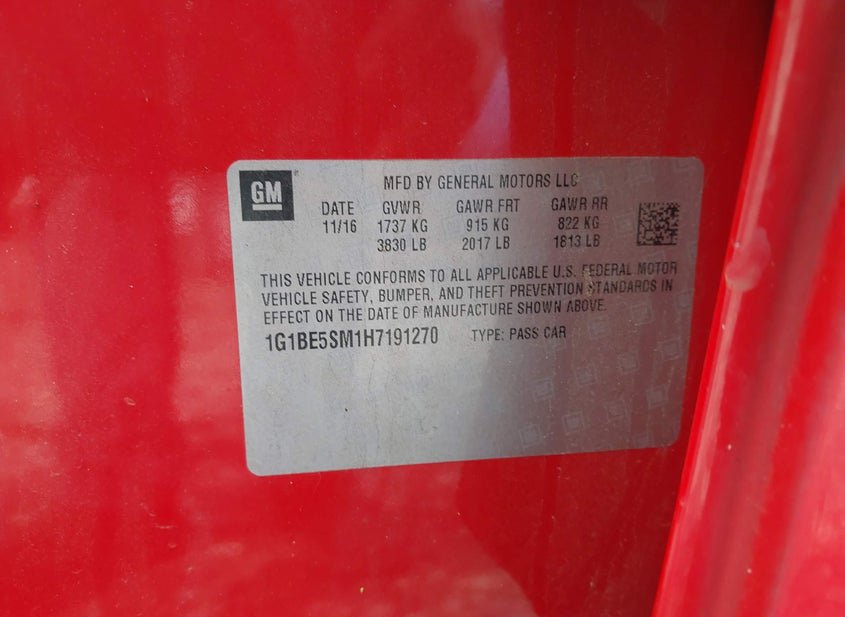 GM
MFD BY GENERAL MOTORS LLC
DATE GVWR GAWR FRT GAWR RR
11/16 1737 KG 915 KG 822 KG
3830 LB 2017 LB 1813 LB
THIS VEHICLE CONFORMS TO ALL APPLICABLE U.S. FEDERAL MOTOR
VEHICLE SAFETY, BUMPER, AND THEFT PREVENTION STANDARDS IN
EFFECT ON THE DATE OF MANUFACTURE SHOWN ABOVE.
1G1BE5SM1H7191270 TYPE: PASS CAR